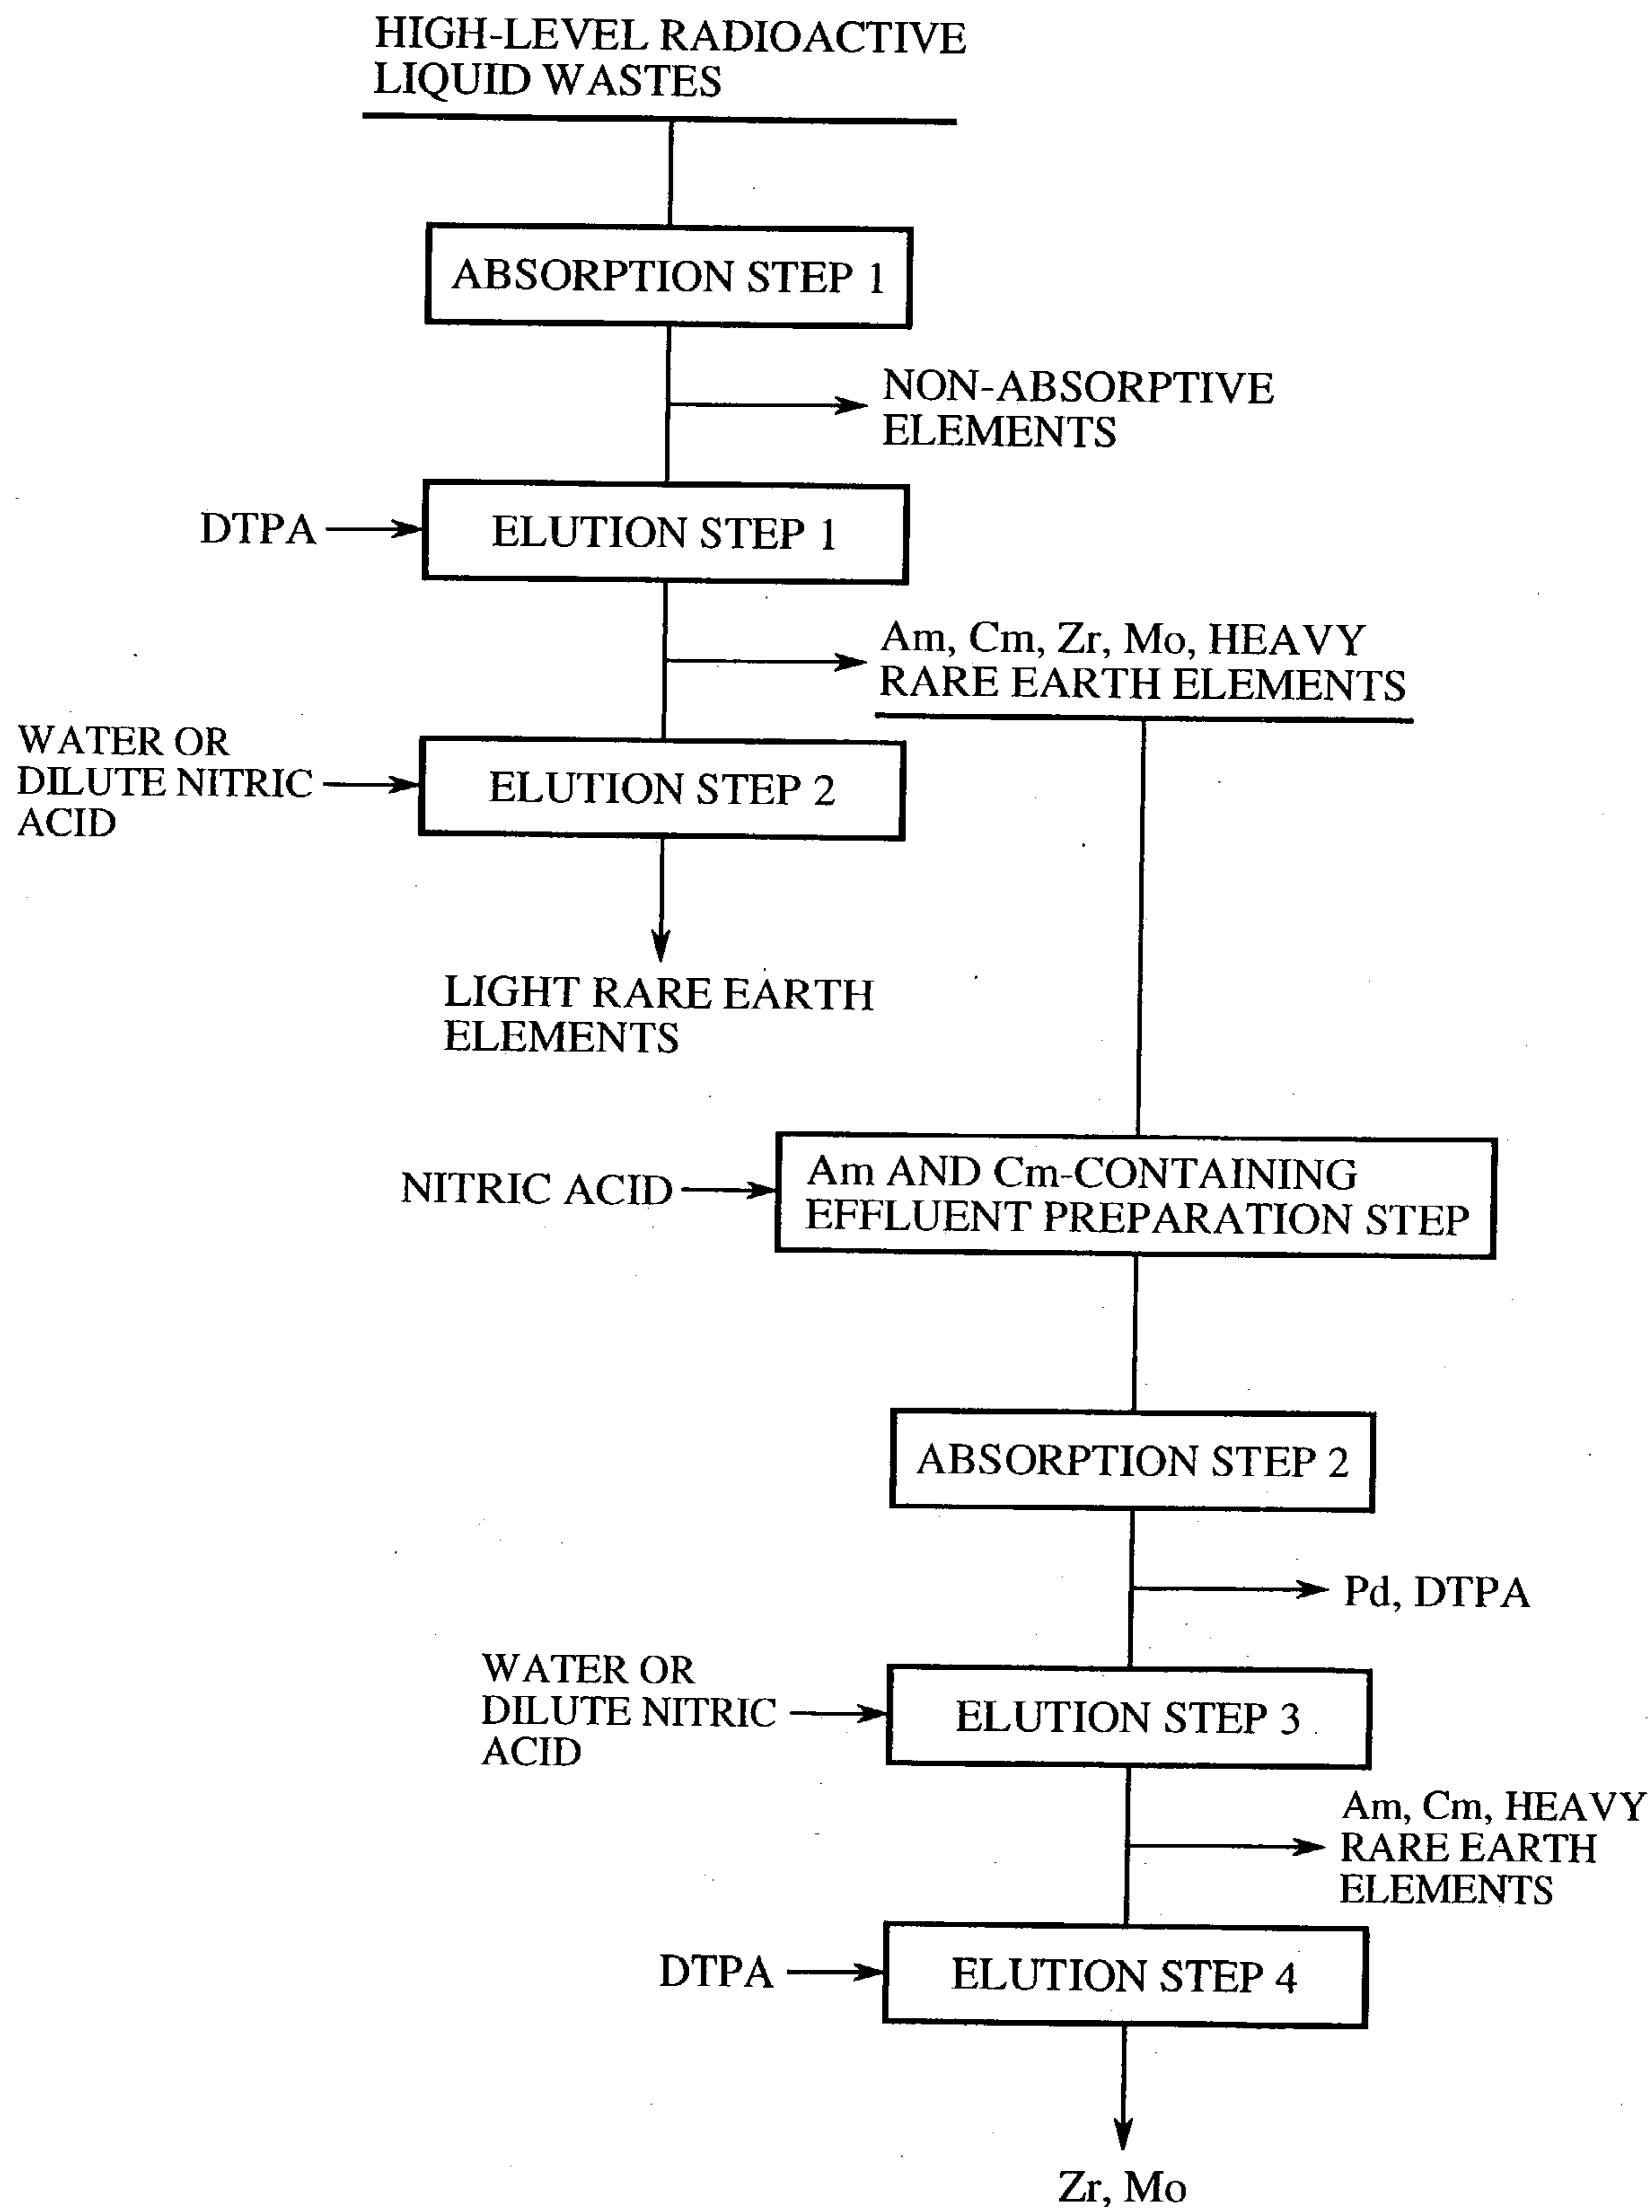 HIGH-LEVEL RADIOACTIVE
LIQUID WASTES
ABSORPTION STEP 1
NON-ABSORPTIVE
ELEMENTS
DTPA
ELUTION STEP 1
Am, Cm, Zr, Mo, HEAVY
RARE EARTH ELEMENTS
WATER OR
DILUTE NITRIC
ACID
ELUTION STEP 2
LIGHT RARE EARTH
ELEMENTS
NITRIC ACID
Am AND Cm-CONTAINING
EFFLUENT PREPARATION STEP
ABSORPTION STEP 2
Pd, DTPA
WATER OR
DILUTE NITRIC
ACID
ELUTION STEP 3
Am, Cm, HEAVY
RARE EARTH
ELEMENTS
DTPA
ELUTION STEP 4
Zr, Mo